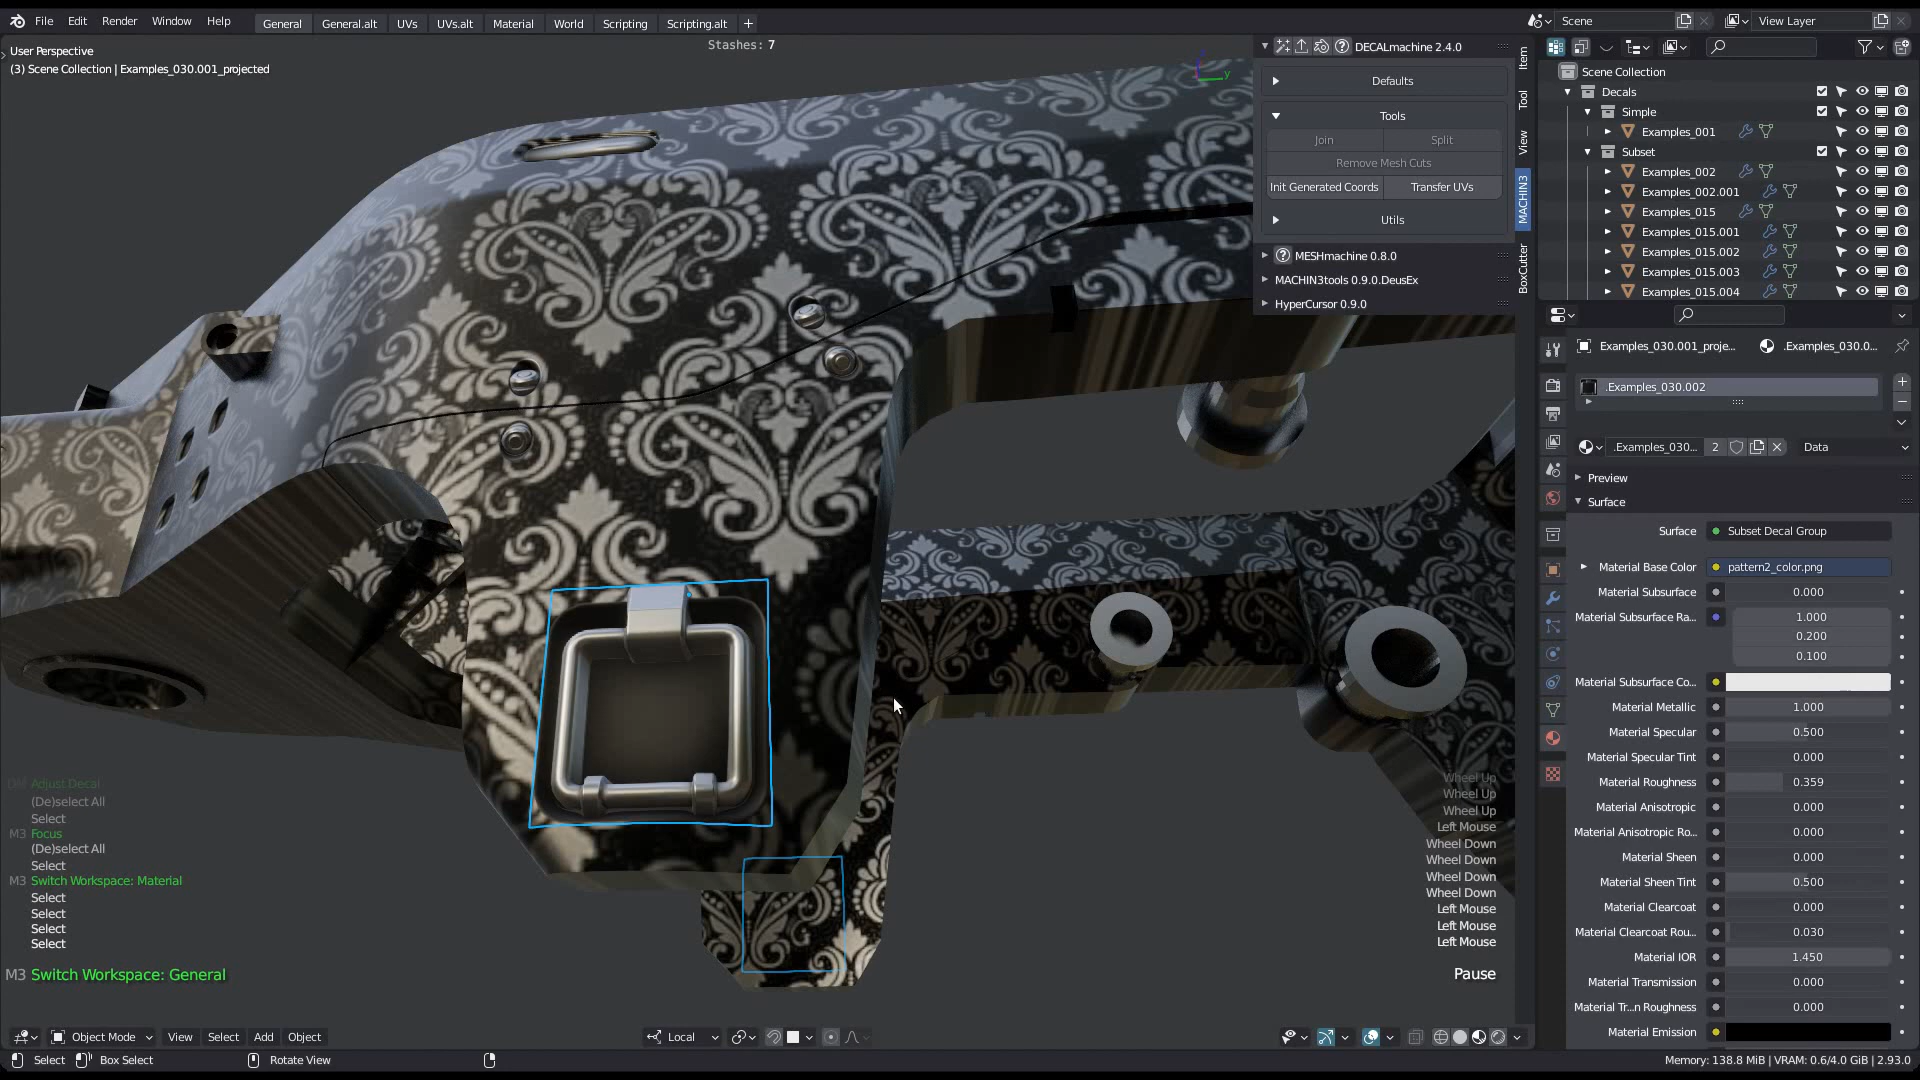 File Edit Render Window Help
General General.alt UVs UVs.alt Material World Scripting Scripting.alt +
Scene
View Layer
User Perspective
(3) Scene Collection | Examples_030.001_projected
Stashes: 7
y
DECALmachine 2.4.0
Defaults
Tools
Join Split
Remove Mesh Cuts
Init Generated Coords Transfer UVs
Utils
MESHmachine 0.8.0
MACHIN3tools 0.9.0.DeusEx
HyperCursor 0.9.0
Item
Tool
View
MACHIN3
BoxCutter
Scene Collection
Decals
Simple
Examples_001
Subset
Examples_002
Examples_002.001
Examples_015
Examples_015.001
Examples_015.002
Examples_015.003
Examples_015.004
Examples_030.001_proje... .Examples_030.0...
.Examples_030.002
.Examples_030... 2 Data
Preview
Surface
Surface Subset Decal Group
Material Base Color pattern2_color.png
Material Subsurface 0.000
Material Subsurface Ra... 1.000
0.200
0.100
Material Subsurface Co...
Material Metallic 1.000
Material Specular 0.500
Material Specular Tint 0.000
Material Roughness 0.359
Material Anisotropic 0.000
Material Anisotropic Ro... 0.000
Material Sheen 0.000
Material Sheen Tint 0.500
Material Clearcoat 0.000
Material Clearcoat Rou... 0.030
Material IOR 1.450
Material Transmission 0.000
Material Tr...n Roughness 0.000
Material Emission
DM Adjust Decal
(De)select All
Select
M3 Focus
(De)select All
Select
M3 Switch Workspace: Material
Select
Select
Select
Select
M3 Switch Workspace: General
Wheel Up
Wheel Up
Wheel Up
Left Mouse
Wheel Down
Wheel Down
Wheel Down
Wheel Down
Left Mouse
Left Mouse
Left Mouse
Pause
Object Mode View Select Add Object
Local
Select Box Select Rotate View
Memory: 138.8 MiB | VRAM: 0.6/4.0 GiB | 2.93.0